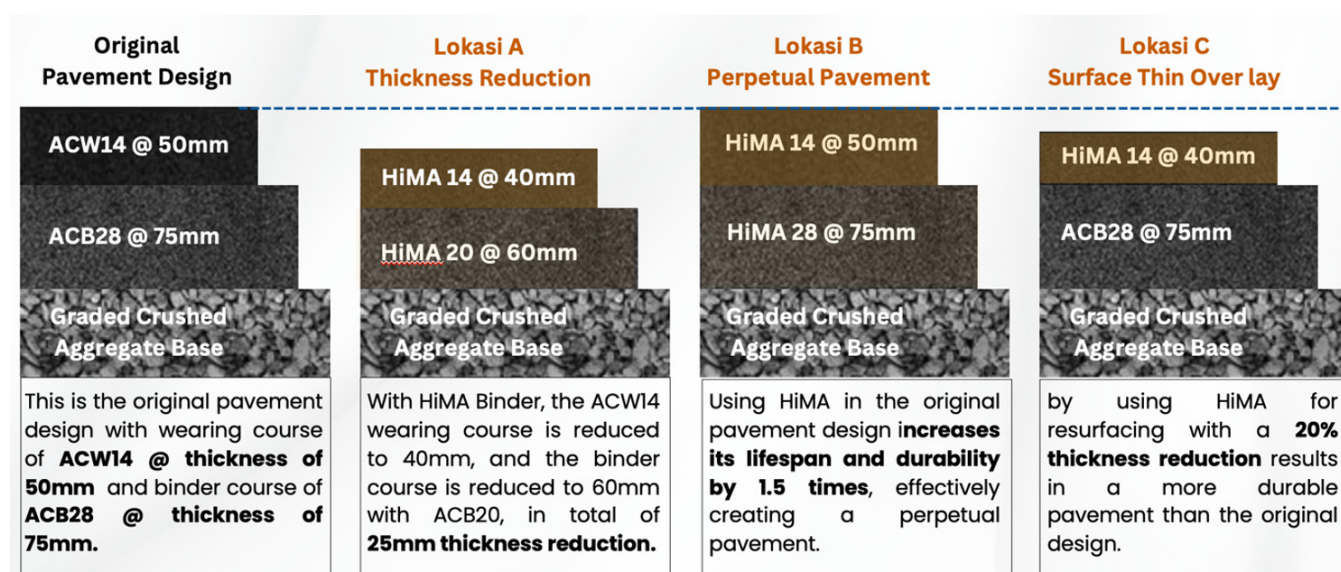 Original
Pavement Design
ACW14 @ 50mm
ACB28 @ 75mm
Graded Crushed
Aggregate Base
This is the original pavement
design with wearing course
of ACW14 @ thickness of
50mm and binder course of
ACB28 @ thickness of
75mm.
Lokasi A
Thickness Reduction
HiMA 14 @ 40mm
HiMA 20 @ 60mm
Graded Crushed
Aggregate Base
With HiMA Binder, the ACW14
wearing course is reduced
to 40mm, and the binder
course is reduced to 60mm
with ACB20, in total of
25mm thickness reduction.
Lokasi B
Perpetual Pavement
HiMA 14 @ 50mm
HiMA 28 @ 75mm
Graded Crushed
Aggregate Base
Using HiMA in the original
pavement design increases
its lifespan and durability
by 1.5 times, effectively
creating a perpetual
pavement.
Lokasi C
Surface Thin Over lay
HiMA 14 @ 40mm
ACB28 @ 75mm
Graded Crushed
Aggregate Base
by using HiMA for
resurfacing with a 20%
thickness reduction results
in a more durable
pavement than the original
design.